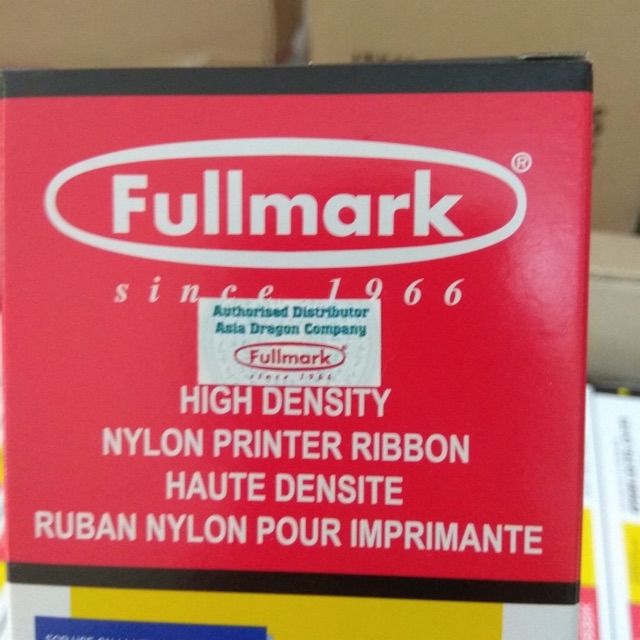 Fullmark®
since 1966
Authorised Distributor
Asia Dragon Company
Fullmark®
since 1966
HIGH DENSITY
NYLON PRINTER RIBBON
HAUTE DENSITE
RUBAN NYLON POUR IMPRIMANTE